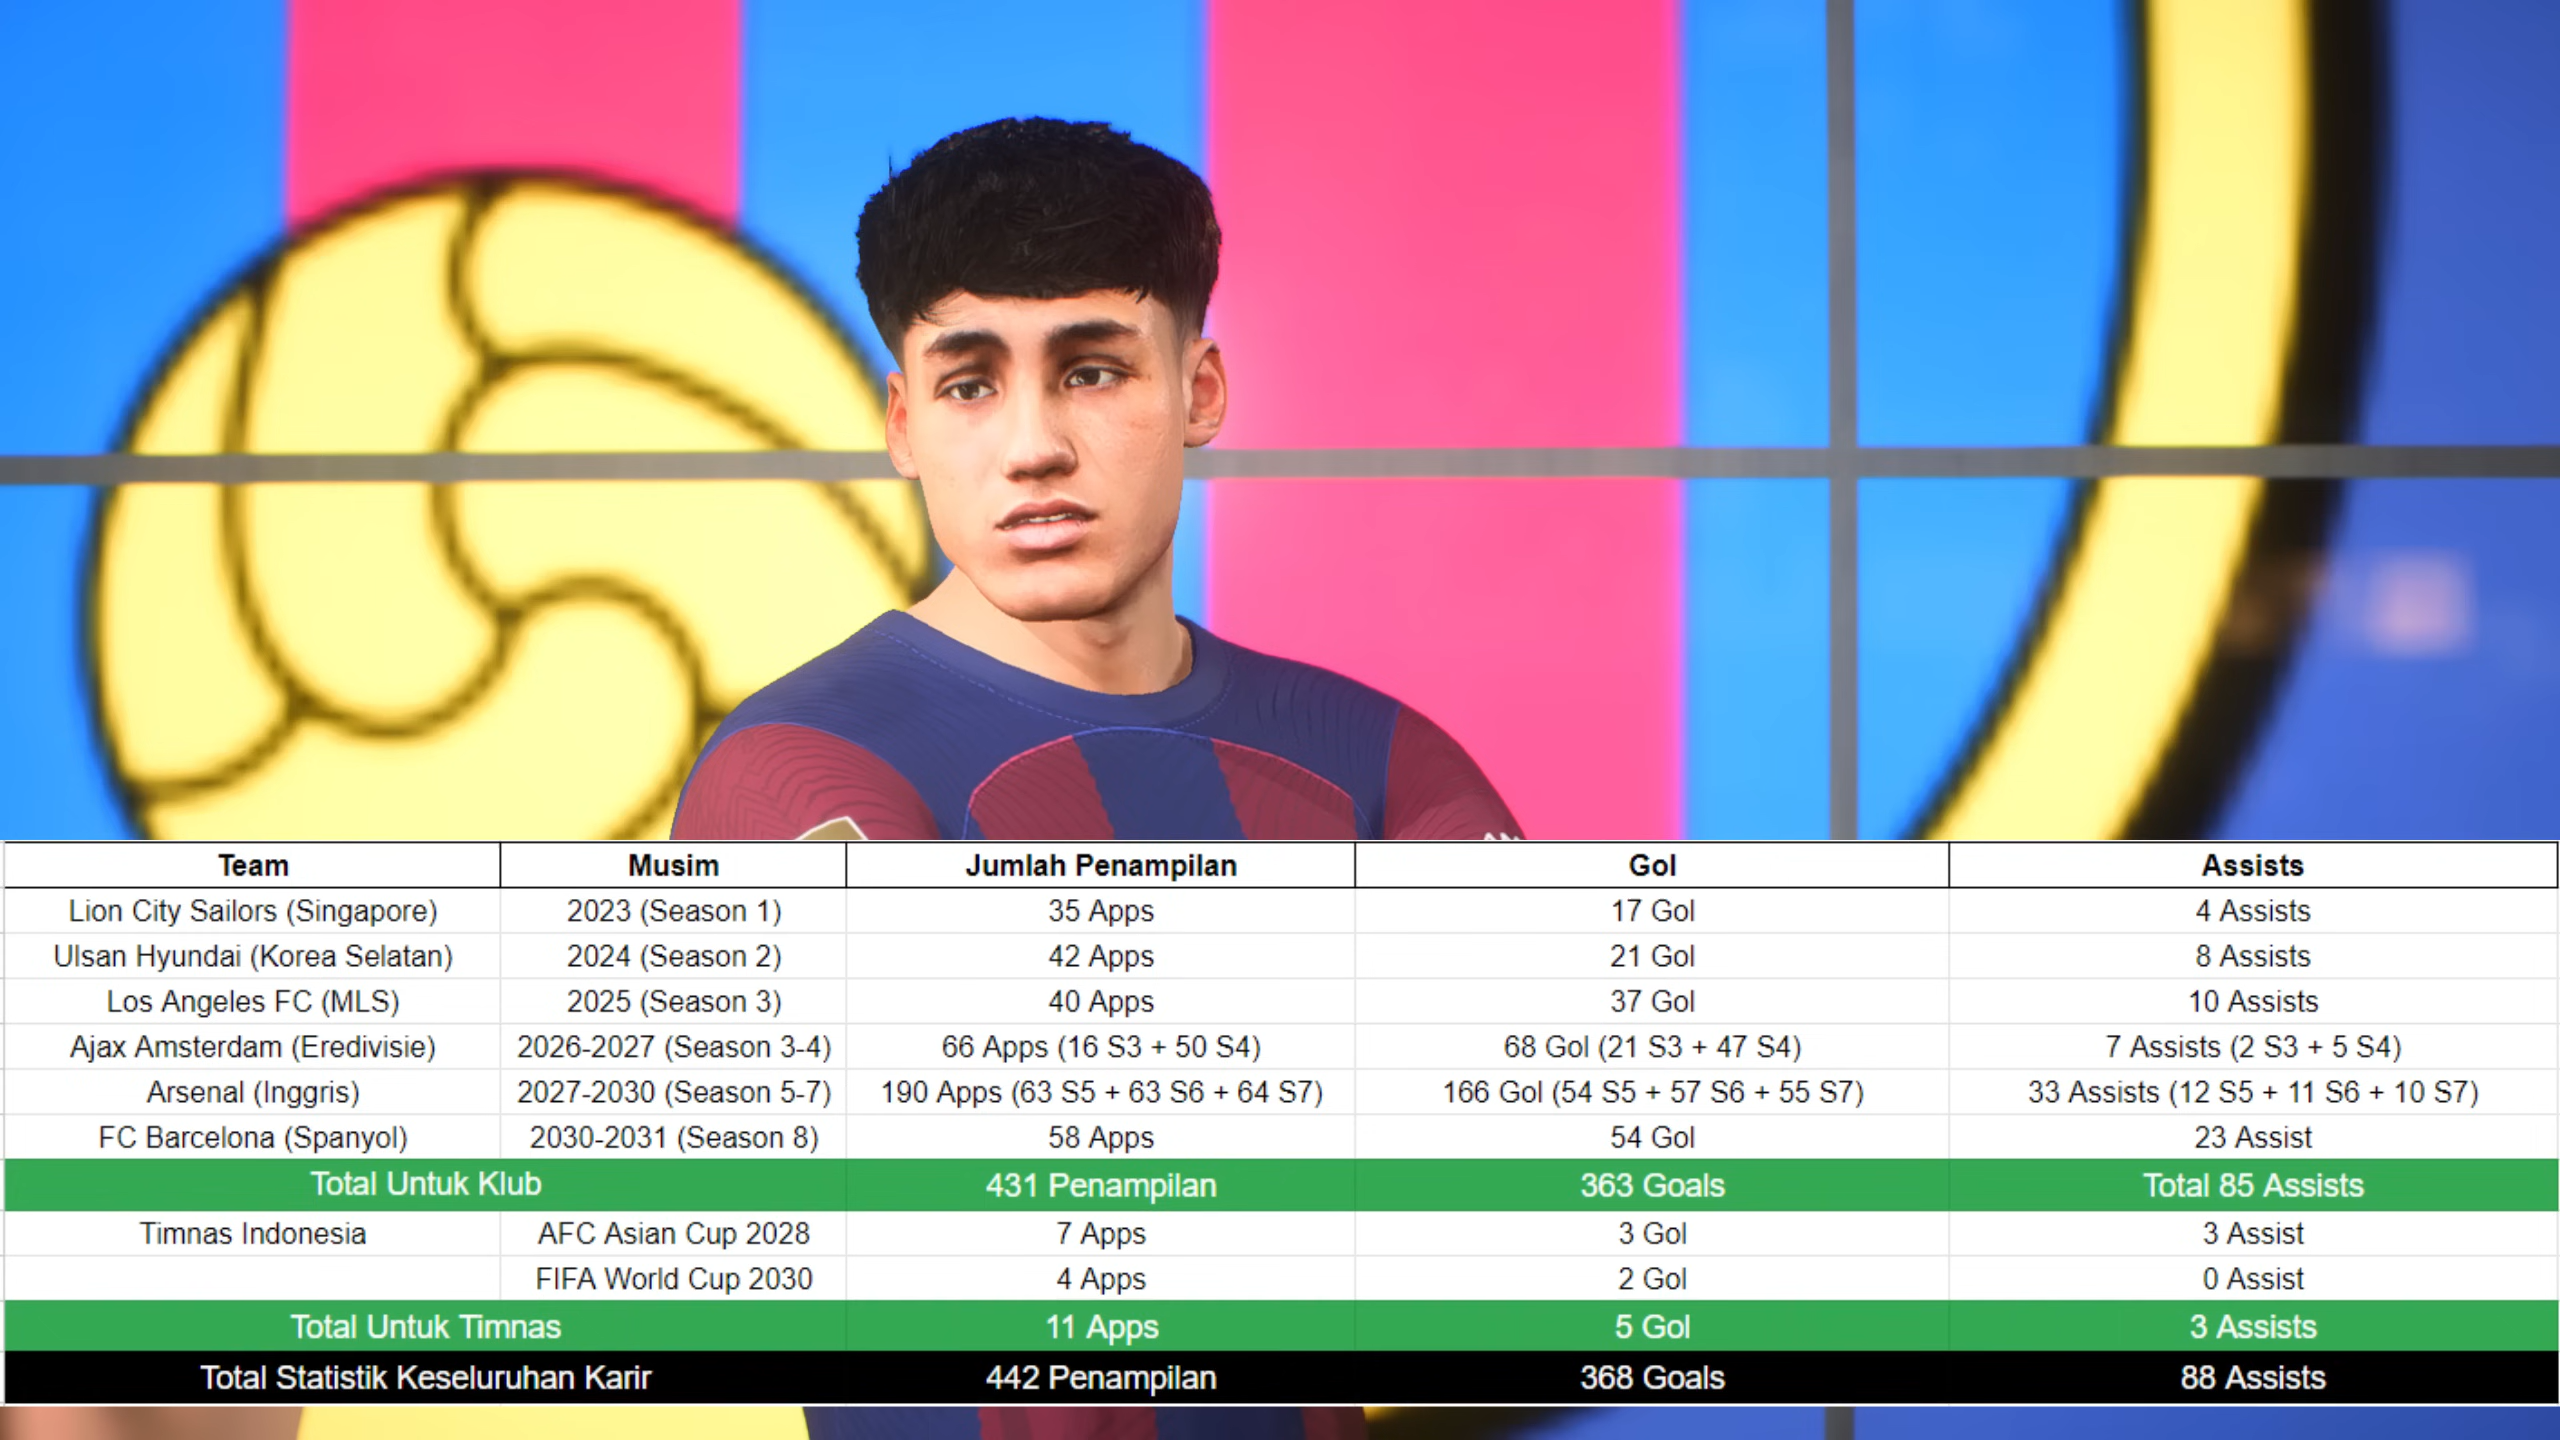 Team Musim Jumlah Penampilan Gol Assists
Lion City Sailors (Singapore) 2023 (Season 1) 35 Apps 17 Gol 4 Assists
Ulsan Hyundai (Korea Selatan) 2024 (Season 2) 42 Apps 21 Gol 8 Assists
Los Angeles FC (MLS) 2025 (Season 3) 40 Apps 37 Gol 10 Assists
Ajax Amsterdam (Eredivisie) 2026-2027 (Season 3-4) 66 Apps (16 S3 + 50 S4) 68 Gol (21 S3 + 47 S4) 7 Assists (2 S3 + 5 S4)
Arsenal (Inggris) 2027-2030 (Season 5-7) 190 Apps (63 S5 + 63 S6 + 64 S7) 166 Gol (54 S5 + 57 S6 + 55 S7) 33 Assists (12 S5 + 11 S6 + 10 S7)
FC Barcelona (Spanyol) 2030-2031 (Season 8) 58 Apps 54 Gol 23 Assist
Total Untuk Klub 431 Penampilan 363 Goals Total 85 Assists
Timnas Indonesia AFC Asian Cup 2028 7 Apps 3 Gol 3 Assist
FIFA World Cup 2030 4 Apps 2 Gol 0 Assist
Total Untuk Timnas 11 Apps 5 Gol 3 Assists
Total Statistik Keseluruhan Karir 442 Penampilan 368 Goals 88 Assists